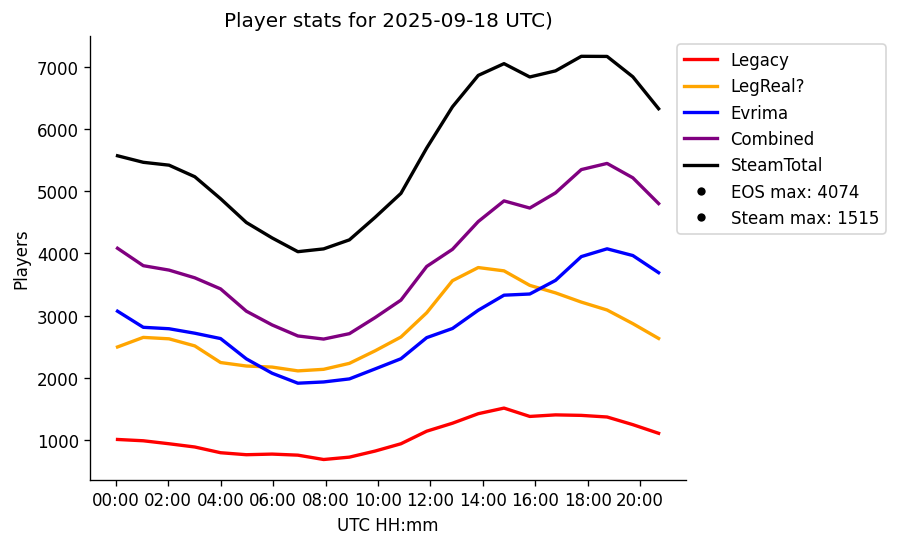 Player stats for 2025-09-18 UTC)
7000
6000
5000
4000
3000
2000
1000
Players
00:00 02:00 04:00 06:00 08:00 10:00 12:00 14:00 16:00 18:00 20:00
UTC HH:mm
Legacy
LegReal?
Evrima
Combined
SteamTotal
EOS max: 4074
Steam max: 1515